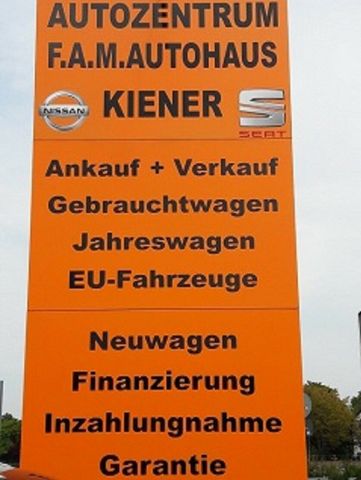 AUTOZENTRUM
F.A.M.AUTOHAUS
NISSAN KIENER SEAT
Ankauf + Verkauf
Gebrauchtwagen
Jahreswagen
EU-Fahrzeuge
Neuwagen
Finanzierung
Inzahlungnahme
Garantie